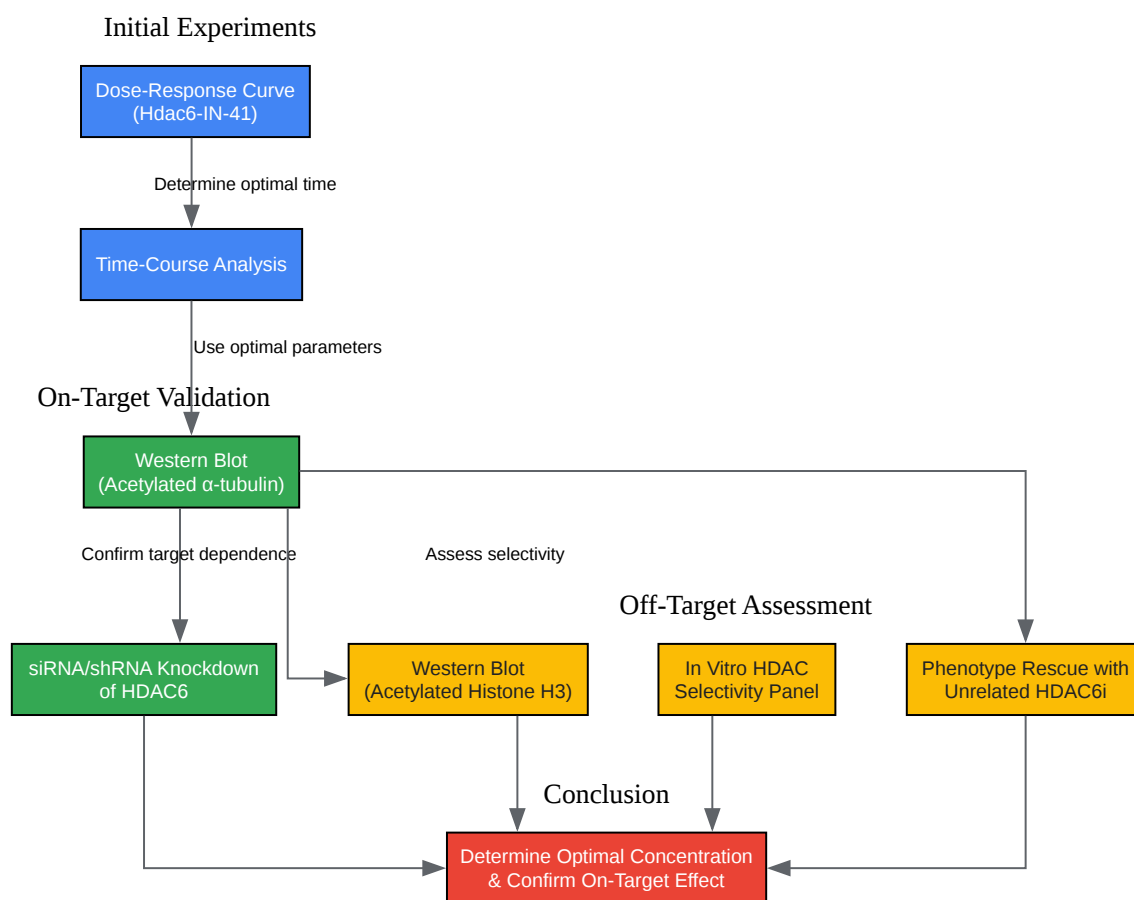 Initial Experiments
Dose-Response Curve
(Hdac6-IN-41)
Determine optimal time
Time-Course Analysis
Use optimal parameters
On-Target Validation
Western Blot
(Acetylated α-tubulin)
Confirm target dependence
Assess selectivity
Off-Target Assessment
siRNA/shRNA Knockdown
of HDAC6
Western Blot
(Acetylated Histone H3)
In Vitro HDAC
Selectivity Panel
Phenotype Rescue with
Unrelated HDAC6i
Conclusion
Determine Optimal Concentration
& Confirm On-Target Effect